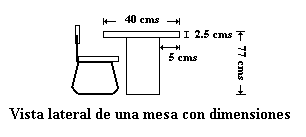 40 cms
2.5 cms
5 cms
77 cms
Vista lateral de una mesa con dimensiones